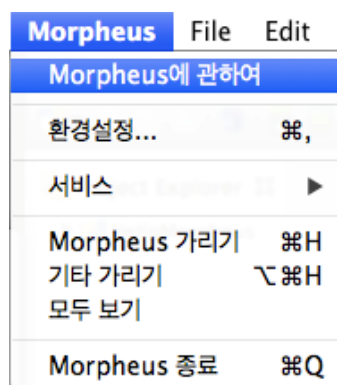 Morpheus File Edit
Morpheus에 관하여
환경설정... ⌘,
서비스 ▶
Morpheus 가리기 ⌘H
기타 가리기 ⌥⌘H
모두 보기
Morpheus 종료 ⌘Q